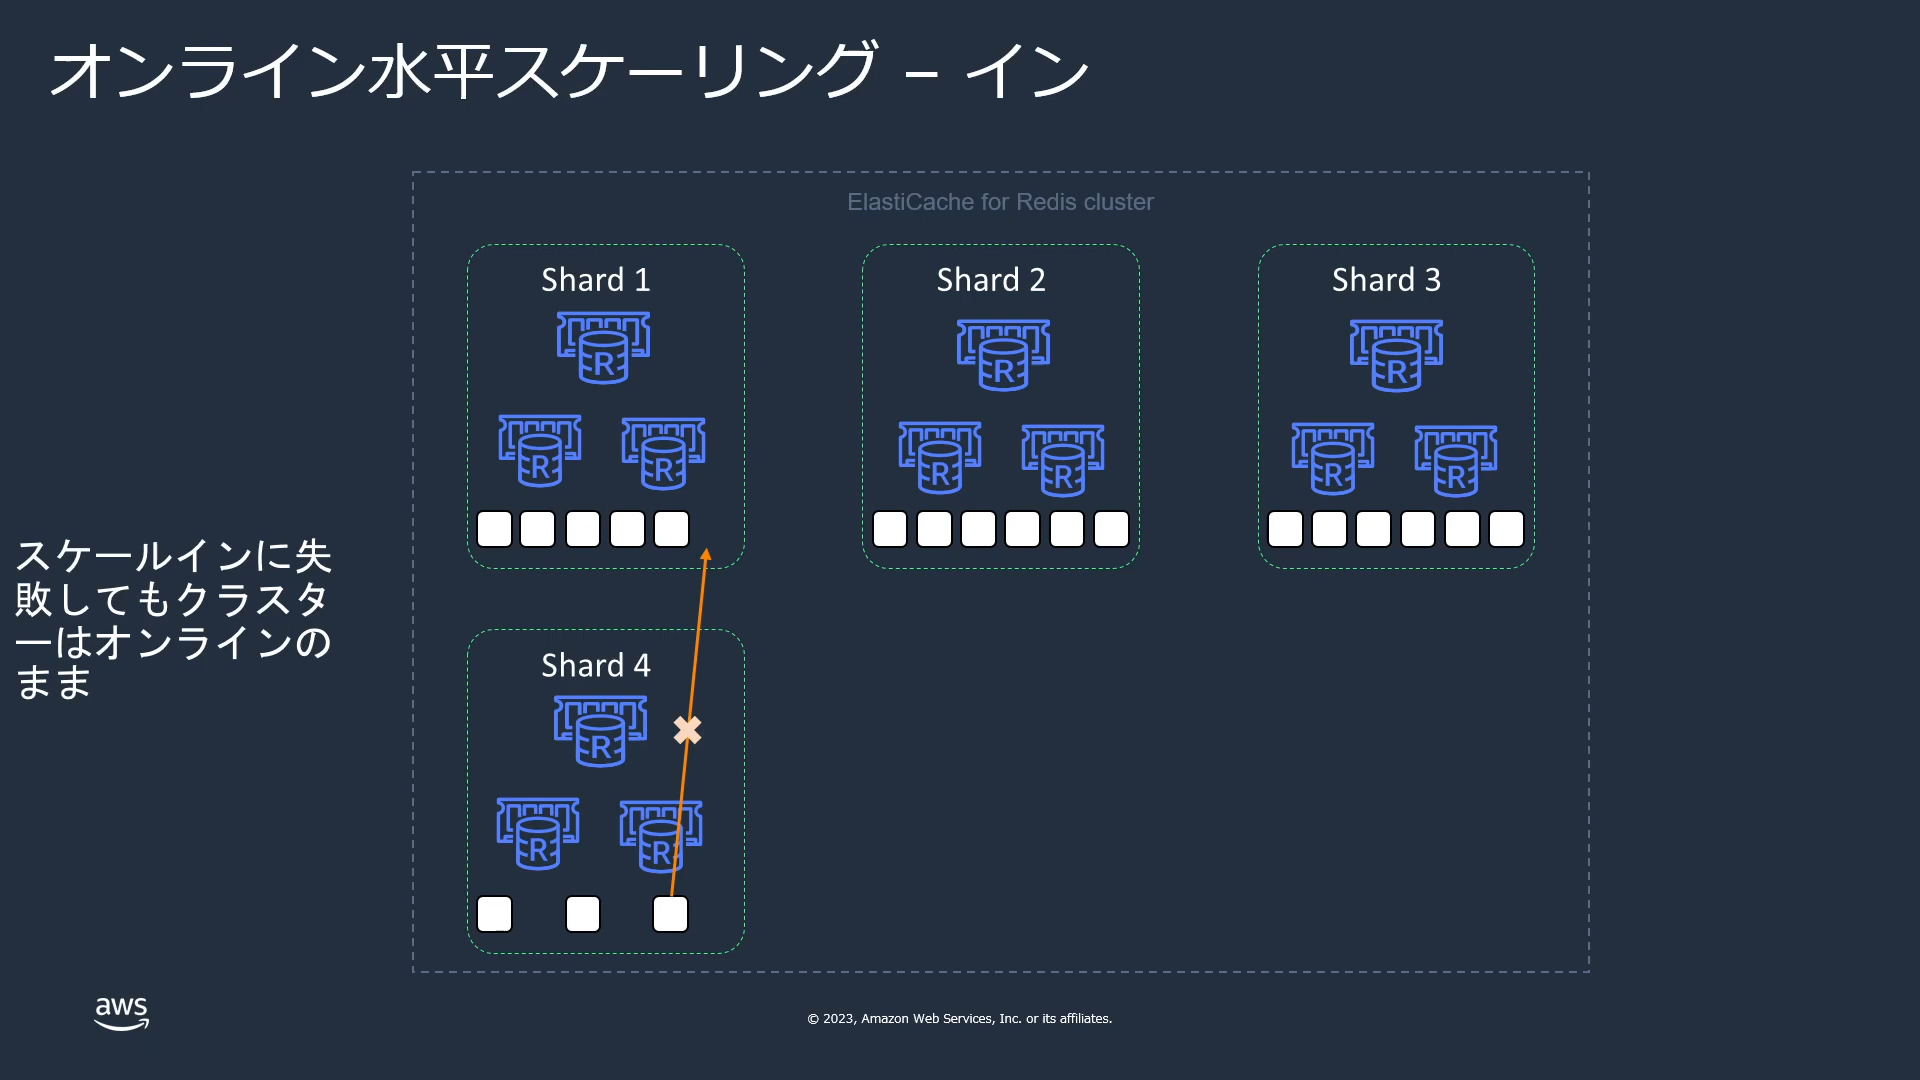 オンライン水平スケーリング – イン
ElastiCache for Redis cluster
Shard 1
Shard 2
Shard 3
R
R
R
R
R
R
R
R
R
スケールインに失
敗してもクラスタ
ーはオンラインの
まま
Shard 4
R
R
R
aws
© 2023, Amazon Web Services, Inc. or its affiliates.